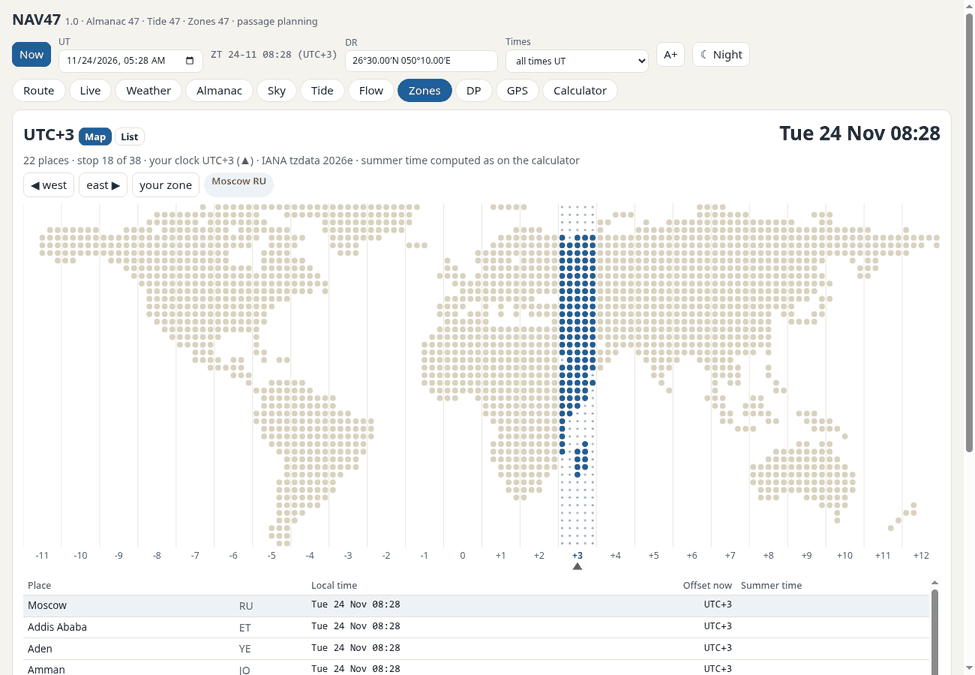 NAV47 1.0 · Almanac 47 · Tide 47 · Zones 47 · passage planning
UT DR Times
Now 11/24/2026, 05:28 AM ZT 24-11 08:28 (UTC+3) 26°30.00'N 050°10.00'E all times UT A+ ☾ Night
Route Live Weather Almanac Sky Tide Flow Zones DP GPS Calculator
UTC+3 Map List Tue 24 Nov 08:28
22 places · stop 18 of 38 · your clock UTC+3 (▲) · IANA tzdata 2026e · summer time computed as on the calculator
◀ west east ▶ your zone Moscow RU
-11 -10 -9 -8 -7 -6 -5 -4 -3 -2 -1 0 +1 +2 +3 +4 +5 +6 +7 +8 +9 +10 +11 +12
Place Local time Offset now Summer time
Moscow RU Tue 24 Nov 08:28 UTC+3
Addis Ababa ET Tue 24 Nov 08:28 UTC+3
Aden YE Tue 24 Nov 08:28 UTC+3
Amman JO Tue 24 Nov 08:28 UTC+3